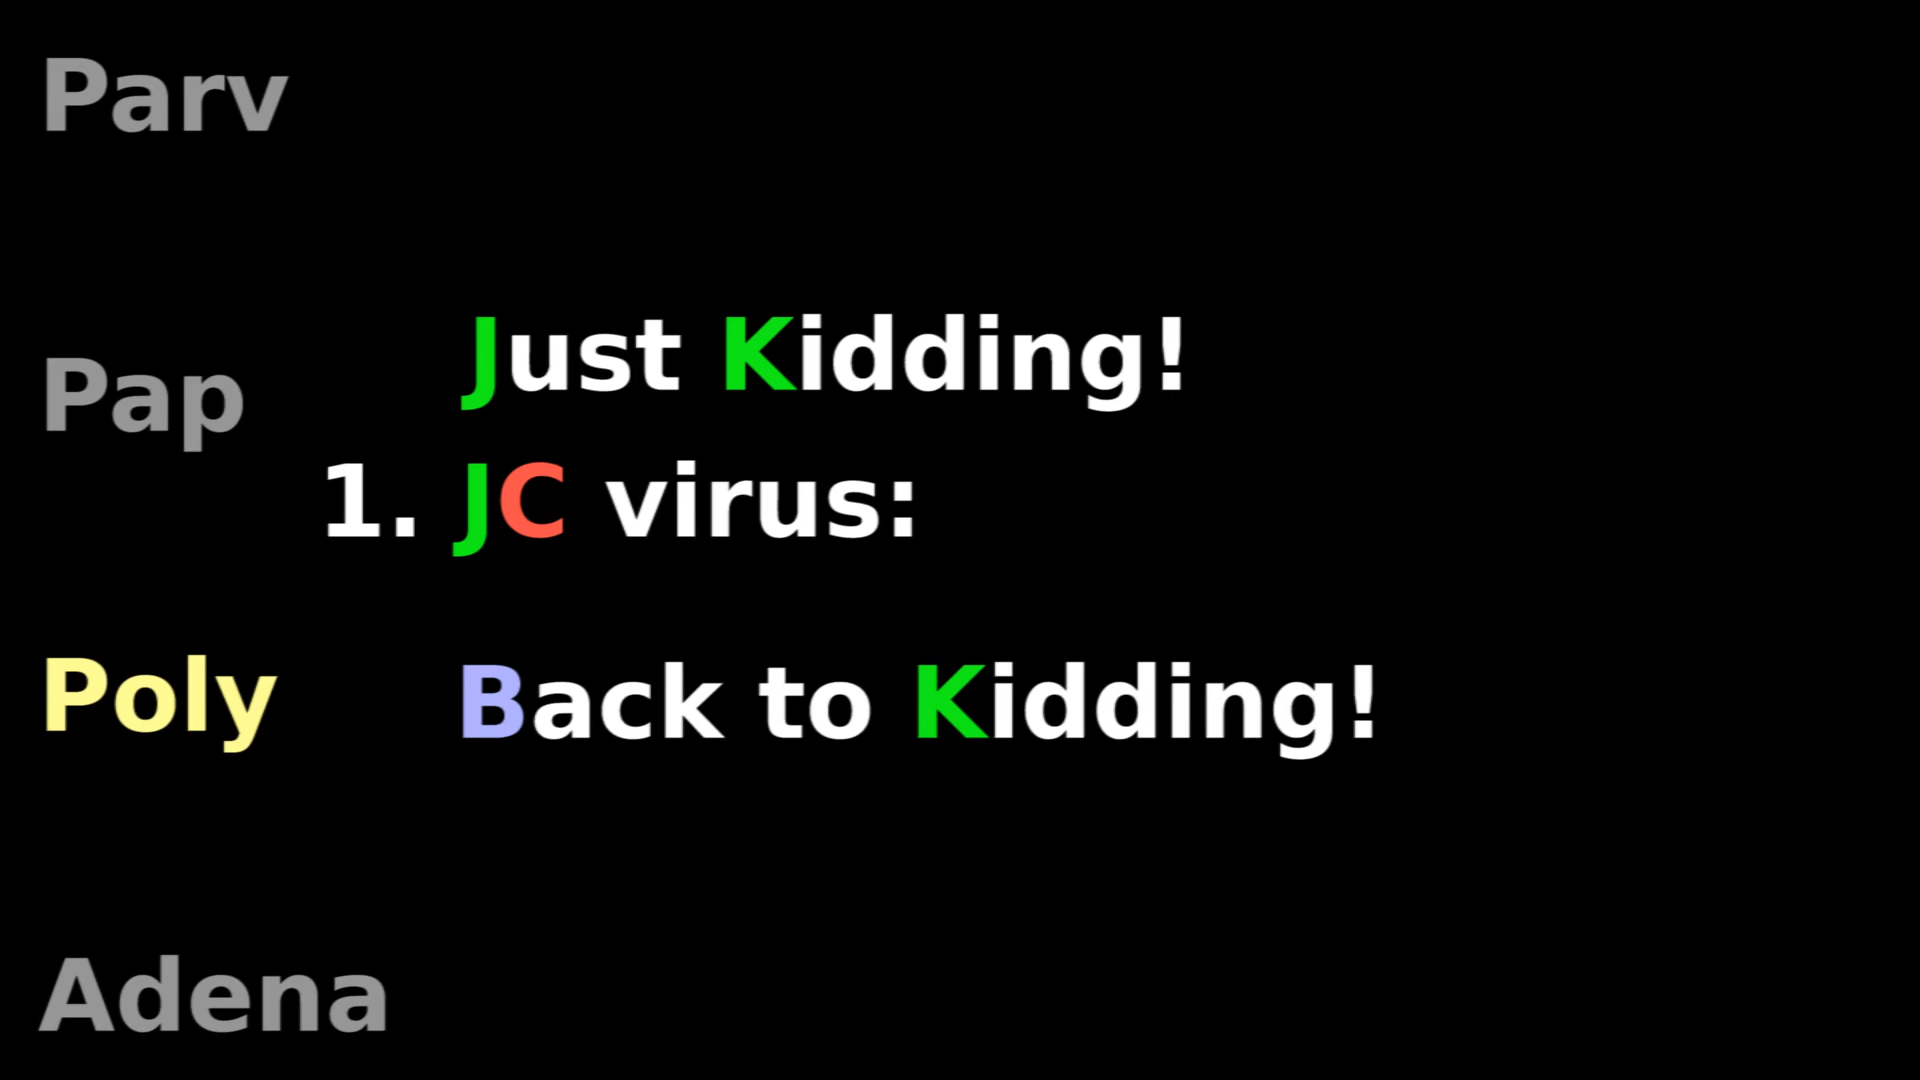 Parv
Just Kidding!
Pap
1. JC virus:
Poly
Back to Kidding!
Adena